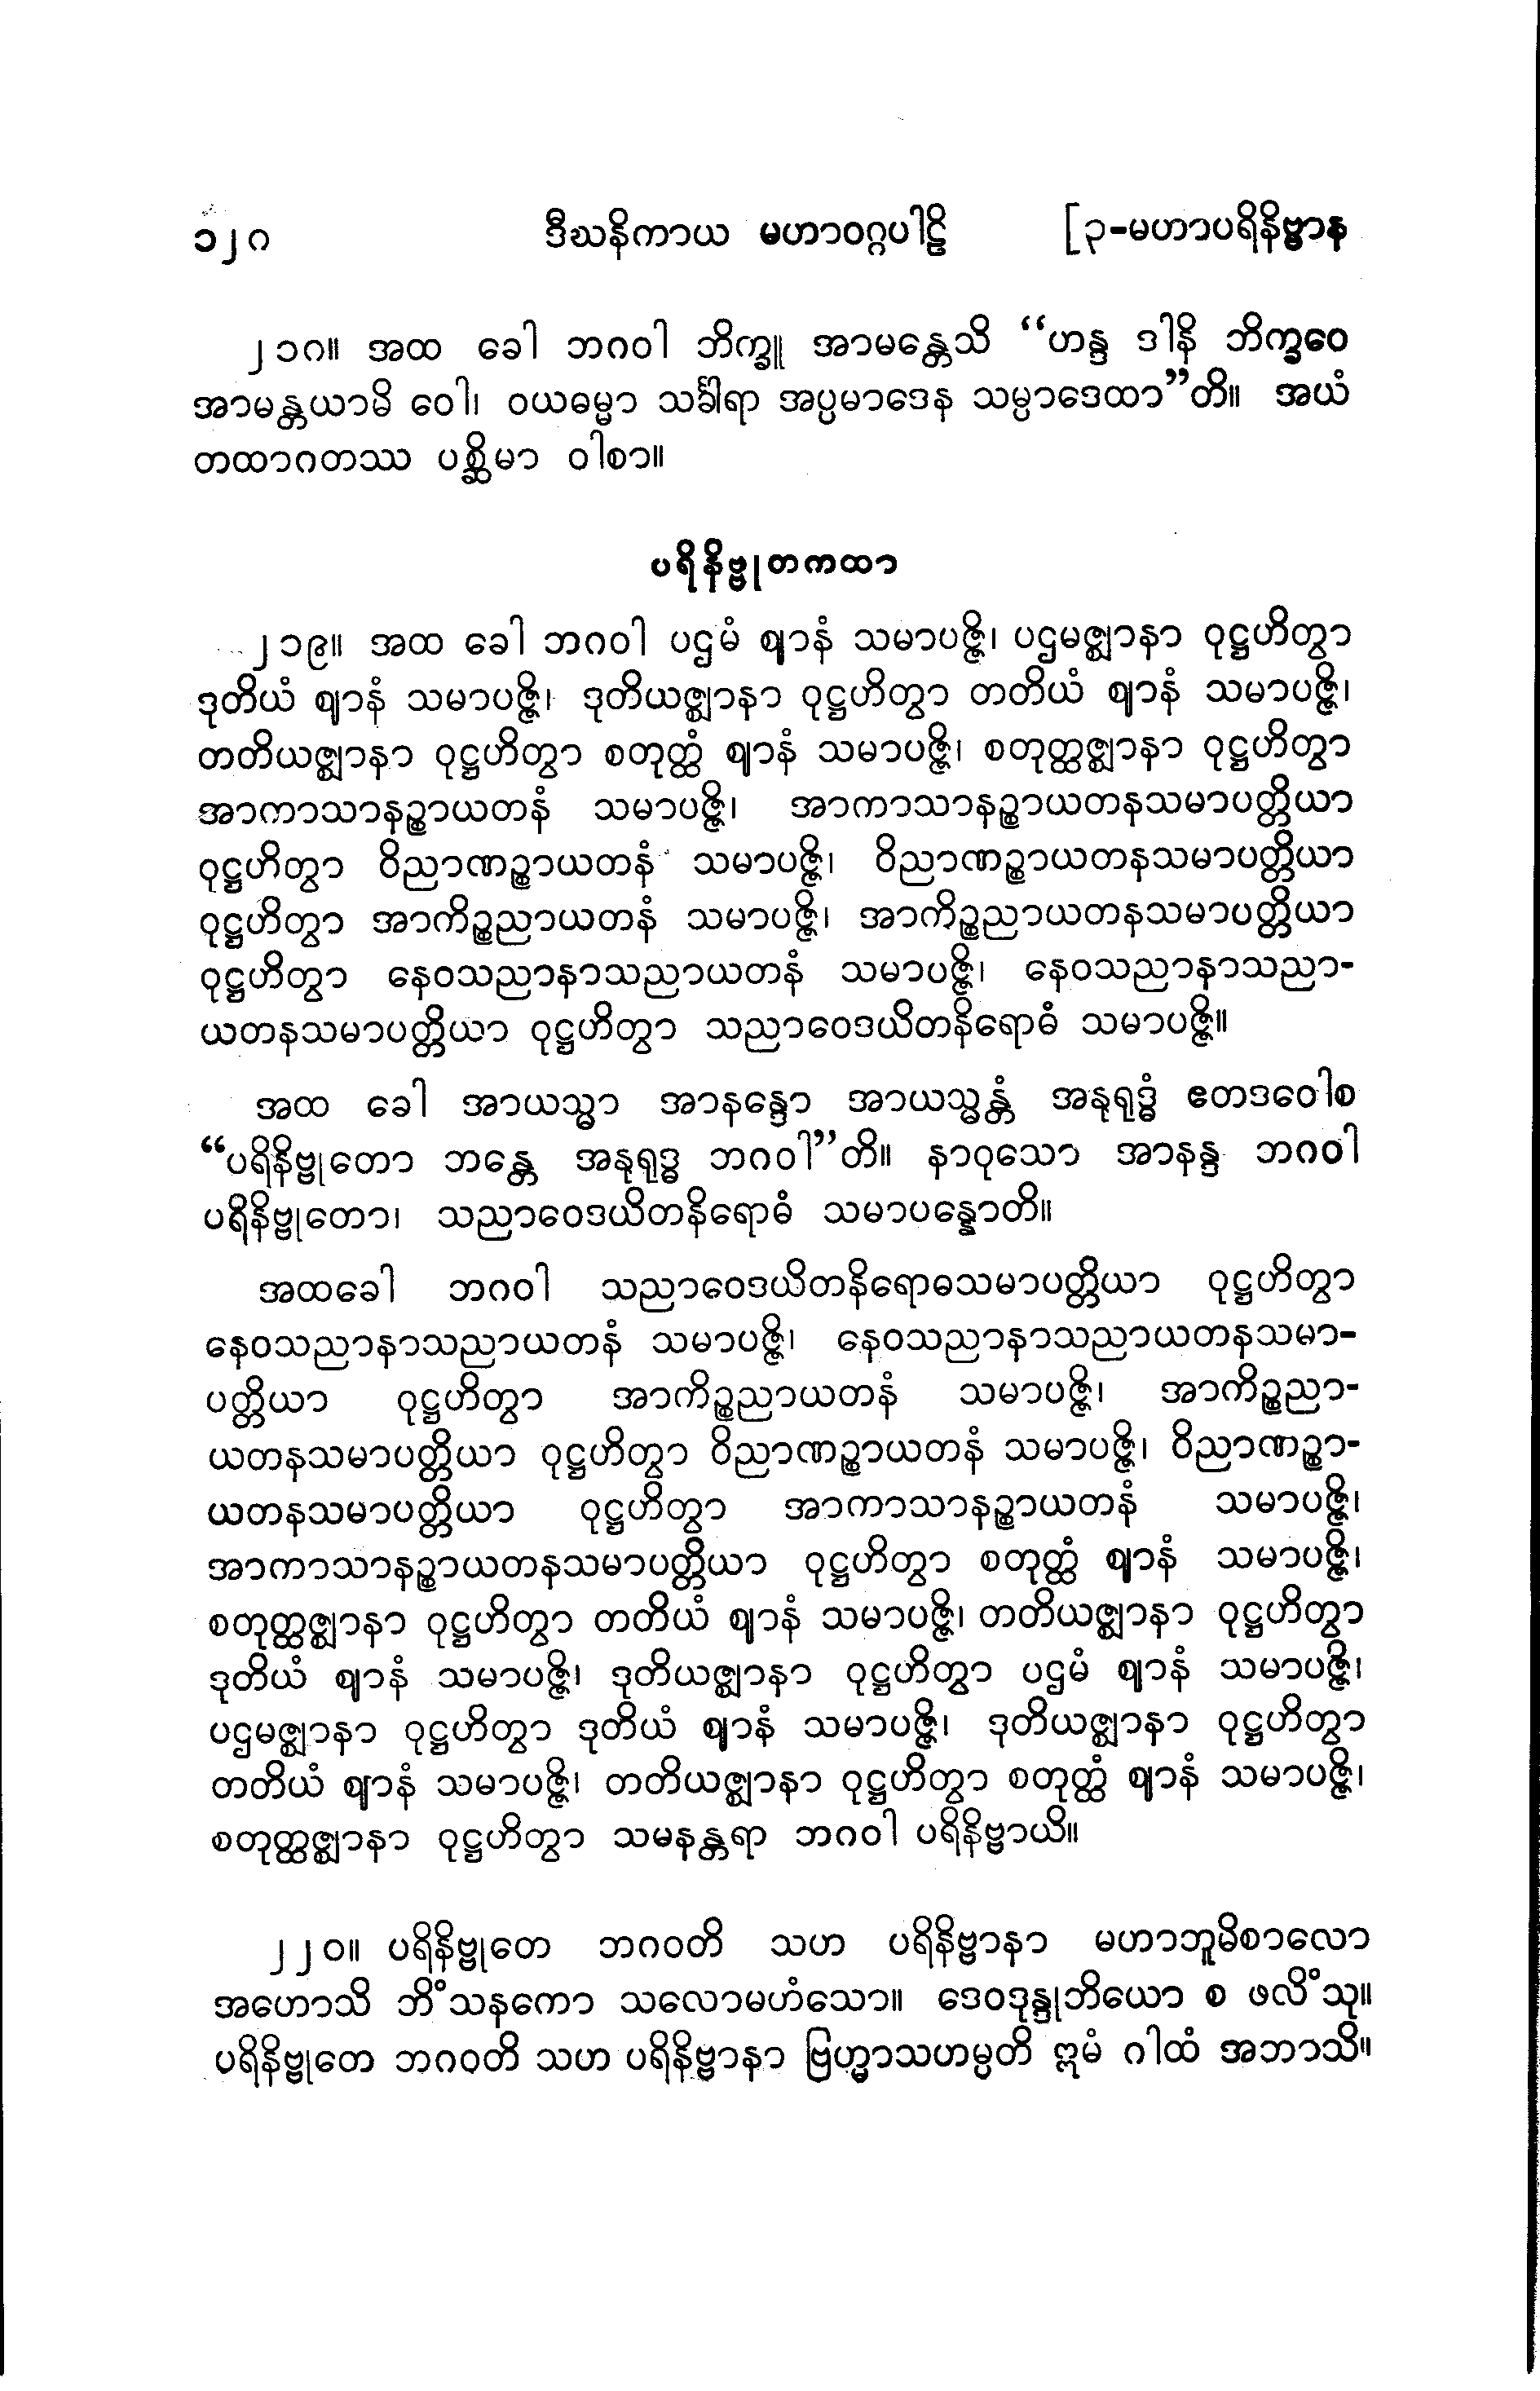 ၁၂၈ ဒီဃနိကာယ မဟာဝဂ္ဂပါဠိ [၃-မဟာပရိနိဗ္ဗာန
၂၁၈။ အထ ခေါ ဘဂဝါ ဘိက္ခူ အာမန္တေသိ “ဟန္ဒ ဒါနိ ဘိက္ခဝေ
အာမန္တယာမိ ဝေါ၊ ဝယဓမ္မာ သင်္ခါရာ အပ္ပမာဒေန သမ္ပာဒေထာ”တိ။ အယံ
တထာဂတဿ ပစ္ဆိမာ ဝါစာ။
ပရိနိဗ္ဗုတကထာ
၂၁၉။ အထ ခေါ ဘဂဝါ ပဌမံ ဈာနံ သမာပဇ္ဇိ၊ ပဌမဇ္ဈာနာ ဝုဋ္ဌဟိတွာ
ဒုတိယံ ဈာနံ သမာပဇ္ဇိ၊ ဒုတိယဇ္ဈာနာ ဝုဋ္ဌဟိတွာ တတိယံ ဈာနံ သမာပဇ္ဇိ၊
တတိယဇ္ဈာနာ ဝုဋ္ဌဟိတွာ စတုတ္ထံ ဈာနံ သမာပဇ္ဇိ၊ စတုတ္ထဇ္ဈာနာ ဝုဋ္ဌဟိတွာ
အာကာသာနဉ္စာယတနံ သမာပဇ္ဇိ၊ အာကာသာနဉ္စာယတနသမာပတ္တိယာ
ဝုဋ္ဌဟိတွာ ဝိညာဏဉ္စာယတနံ သမာပဇ္ဇိ၊ ဝိညာဏဉ္စာယတနသမာပတ္တိယာ
ဝုဋ္ဌဟိတွာ အာကိဉ္စညာယတနံ သမာပဇ္ဇိ၊ အာကိဉ္စညာယတနသမာပတ္တိယာ
ဝုဋ္ဌဟိတွာ နေဝသညာနာသညာယတနံ သမာပဇ္ဇိ၊ နေဝသညာနာသညာ-
ယတနသမာပတ္တိယာ ဝုဋ္ဌဟိတွာ သညာဝေဒယိတနိရောဓံ သမာပဇ္ဇိ။
အထ ခေါ အာယသ္မာ အာနန္ဒော အာယသ္မန္တံ အနုရုဒ္ဓံ ဧတဒဝေါစ
“ပရိနိဗ္ဗုတော ဘန္တေ အနုရုဒ္ဓ ဘဂဝါ”တိ။ နာဝုသော အာနန္ဒ ဘဂဝါ
ပရိနိဗ္ဗုတော၊ သညာဝေဒယိတနိရောဓံ သမာပန္နောတိ။
အထခေါ ဘဂဝါ သညာဝေဒယိတနိရောဓသမာပတ္တိယာ ဝုဋ္ဌဟိတွာ
နေဝသညာနာသညာယတနံ သမာပဇ္ဇိ၊ နေဝသညာနာသညာယတနသမာ-
ပတ္တိယာ ဝုဋ္ဌဟိတွာ အာကိဉ္စညာယတနံ သမာပဇ္ဇိ၊ အာကိဉ္စညာ-
ယတနသမာပတ္တိယာ ဝုဋ္ဌဟိတွာ ဝိညာဏဉ္စာယတနံ သမာပဇ္ဇိ၊ ဝိညာဏဉ္စာ-
ယတနသမာပတ္တိယာ ဝုဋ္ဌဟိတွာ အာကာသာနဉ္စာယတနံ သမာပဇ္ဇိ၊
အာကာသာနဉ္စာယတနသမာပတ္တိယာ ဝုဋ္ဌဟိတွာ စတုတ္ထံ ဈာနံ သမာပဇ္ဇိ၊
စတုတ္ထဇ္ဈာနာ ဝုဋ္ဌဟိတွာ တတိယံ ဈာနံ သမာပဇ္ဇိ၊ တတိယဇ္ဈာနာ ဝုဋ္ဌဟိတွာ
ဒုတိယံ ဈာနံ သမာပဇ္ဇိ၊ ဒုတိယဇ္ဈာနာ ဝုဋ္ဌဟိတွာ ပဌမံ ဈာနံ သမာပဇ္ဇိ၊
ပဌမဇ္ဈာနာ ဝုဋ္ဌဟိတွာ ဒုတိယံ ဈာနံ သမာပဇ္ဇိ၊ ဒုတိယဇ္ဈာနာ ဝုဋ္ဌဟိတွာ
တတိယံ ဈာနံ သမာပဇ္ဇိ၊ တတိယဇ္ဈာနာ ဝုဋ္ဌဟိတွာ စတုတ္ထံ ဈာနံ သမာပဇ္ဇိ၊
စတုတ္ထဇ္ဈာနာ ဝုဋ္ဌဟိတွာ သမနန္တရာ ဘဂဝါ ပရိနိဗ္ဗာယိ။
၂၂၀။ ပရိနိဗ္ဗုတေ ဘဂဝတိ သဟ ပရိနိဗ္ဗာနာ မဟာဘူမိစာလော
အဟောသိ ဘိံသနကော သလောမဟံသော။ ဒေဝဒုန္ဒုဘိယော စ ဖလိံသု။
ပရိနိဗ္ဗုတေ ဘဂဝတိ သဟ ပရိနိဗ္ဗာနာ ဗြဟ္မာသဟမ္ပတိ ဣမံ ဂါထံ အဘာသိ။